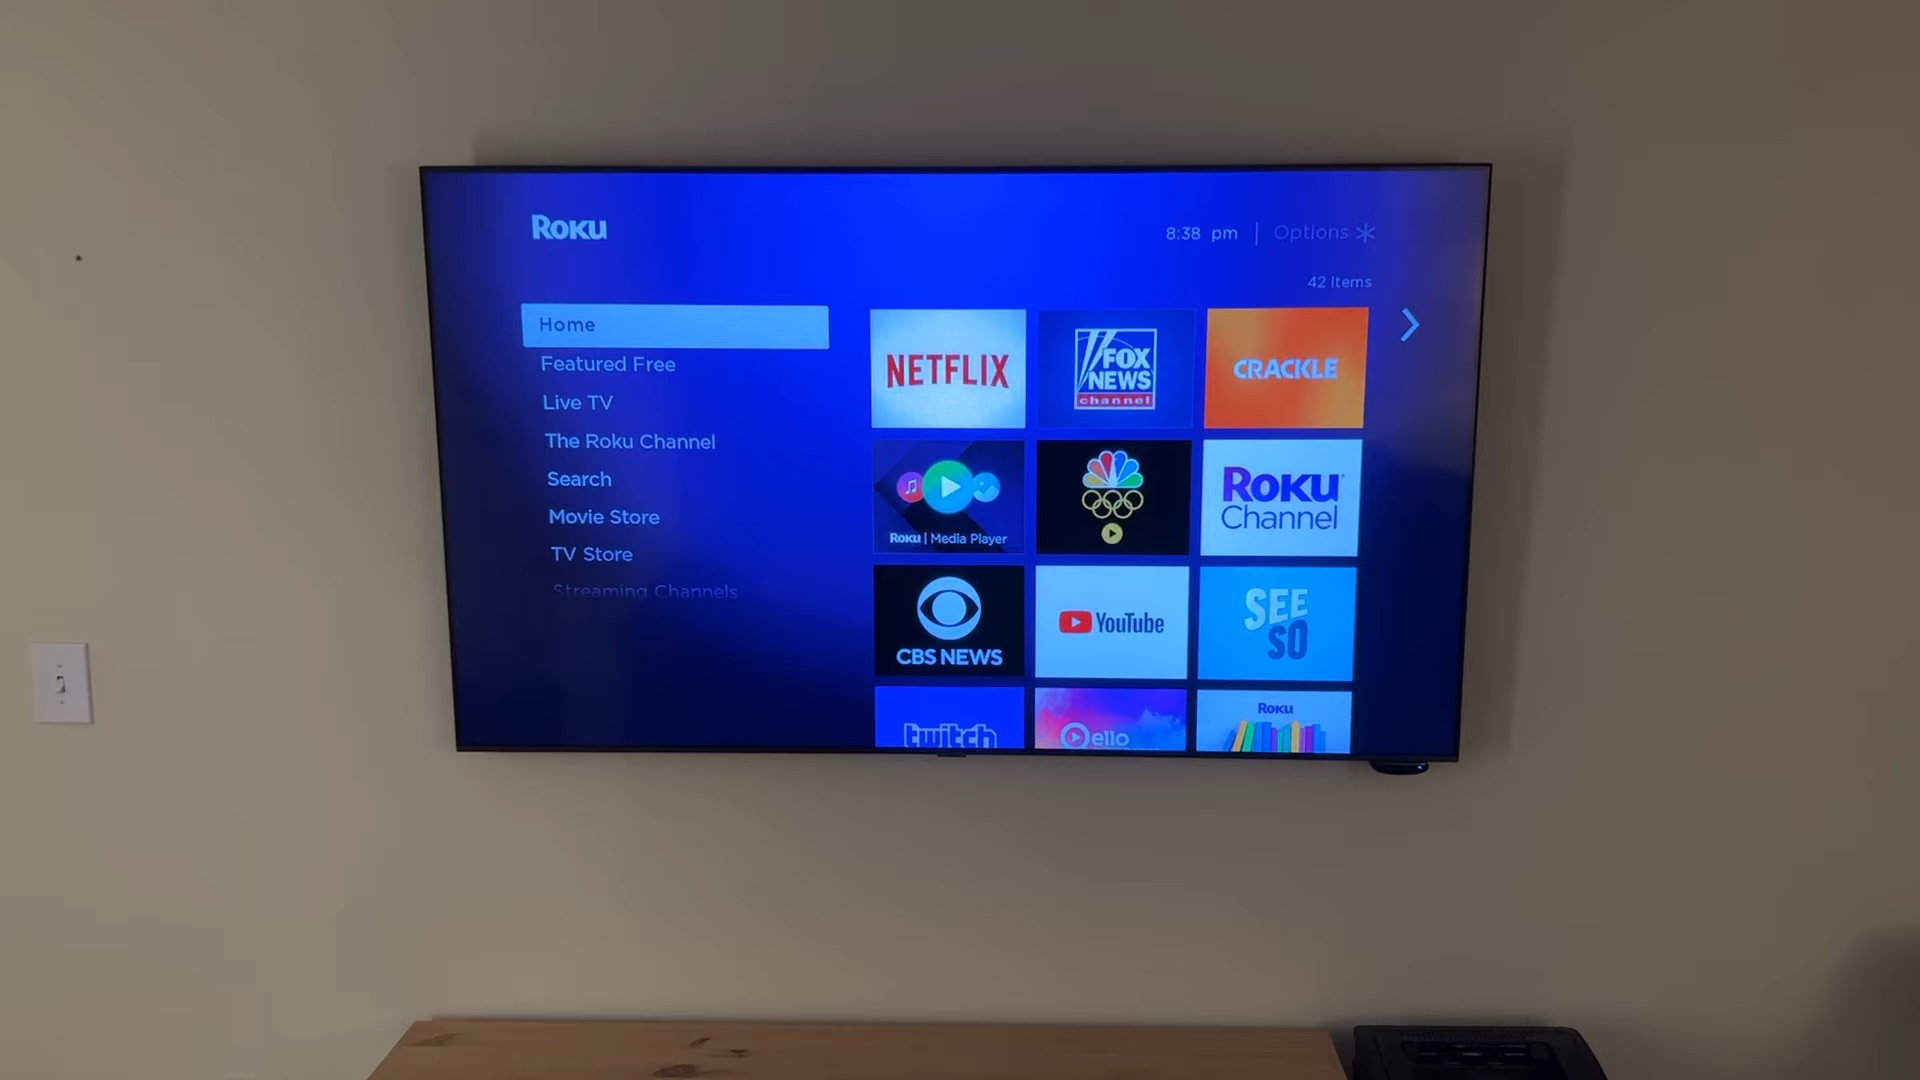 Roku
8:38 pm | Options
42 Items
Home
Featured Free
Live TV
The Roku Channel
Search
Movie Store
TV Store
Streaming Channels
NETFLIX
FOX
NEWS
channel
CRACKLE
Roku | Media Player
Roku
Channel
CBS NEWS
YouTube
SEE
SO
twitch
Qello
Roku